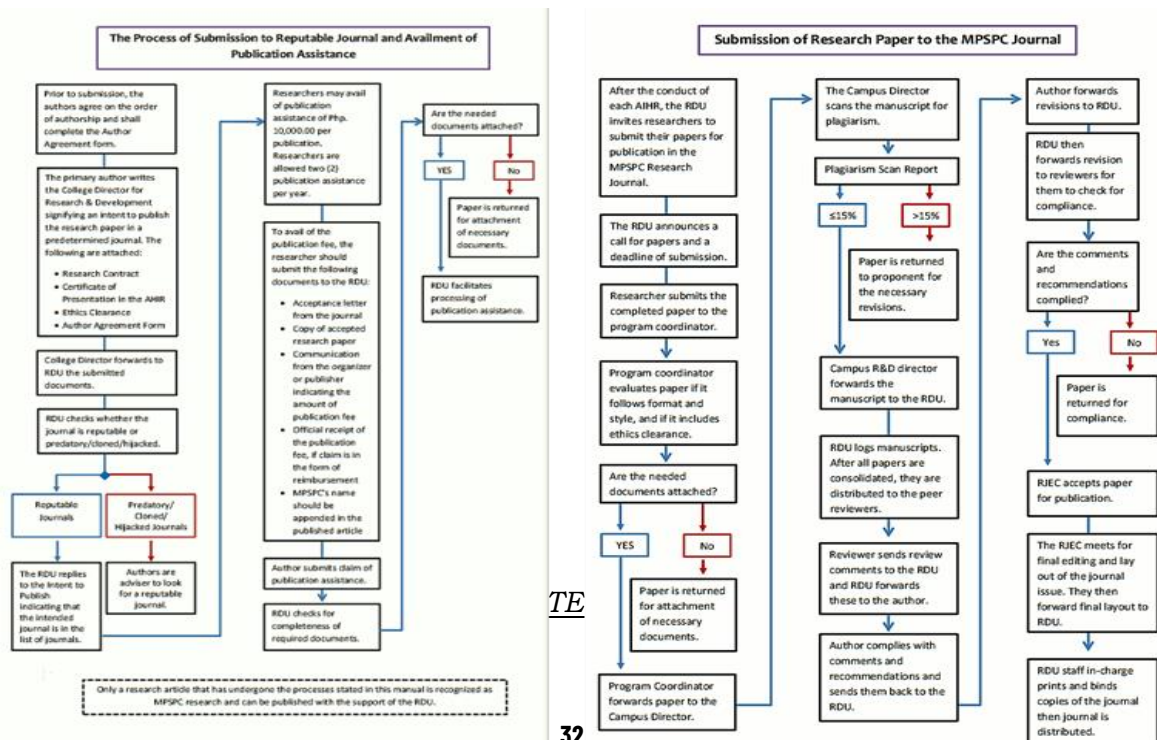 The Process of Submission to Reputable Journal and Availment of
Publication Assistance
Prior to submission, the
authors agree on the order
of authorship and shall
complete the Author
Agreement form.
The primary author writes
the College Director for
Research & Development
signifying an intent to publish
the research paper in a
predetermined journal. The
following are attached:
• Research Contract
• Certificate of
Presentation in the AHIR
• Ethics Clearance
• Author Agreement Form
College Director forwards to
RDU the submitted
documents.
RDU checks whether the
journal is reputable or
predatory/cloned/hijacked.
Reputable
Journals
Predatory/
Cloned/
Hijacked Journals
The RDU replies
to the Intent to
Publish
indicating that
the intended
journal is in the
list of journals.
Authors are
adviser to look
for a reputable
journal.
Researchers may avail
of publication
assistance of Php.
10,000.00 per
publication.
Researchers are
allowed two (2)
publication assistance
per year.
To avail of the
publication fee, the
researcher should
submit the following
documents to the RDU:
• Acceptance letter
from the journal
• Copy of accepted
research paper
• Communication
from the organizer
or publisher
indicating the
amount of
publication fee
• Official receipt of
the publication
fee, if claim is in
the form of
reimbursement
• MPSPC's name
should be
appended in the
published article
Author submits claim of
publication assistance.
RDU checks for
completeness of
required documents.
Are the needed
documents attached?
YES
No
Paper is returned
for attachment
of necessary
documents.
RDU facilitates
processing of
publication assistance.
Only a research article that has undergone the processes stated in this manual is recognized as
MPSPC research and can be published with the support of the RDU.
TE
32
Submission of Research Paper to the MPSPC Journal
After the conduct of
each AIHR, the RDU
invites researchers to
submit their papers for
publication in the
MPSPC Research
Journal.
The RDU announces a
call for papers and a
deadline of submission.
Researcher submits the
completed paper to the
program coordinator.
Program coordinator
evaluates paper if it
follows format and
style, and if it includes
ethics clearance.
Are the needed
documents attached?
YES
No
Paper is returned
for attachment
of necessary
documents.
Program Coordinator
forwards paper to the
Campus Director.
The Campus Director
scans the manuscript for
plagiarism.
Plagiarism Scan Report
≤15%
>15%
Paper is returned
to proponent for
the necessary
revisions.
Campus R&D director
forwards the
manuscript to the RDU.
RDU logs manuscripts.
After all papers are
consolidated, they are
distributed to the peer
reviewers.
Reviewer sends review
comments to the RDU
and RDU forwards
these to the author.
Author complies with
comments and
recommendations and
sends them back to the
RDU.
Author forwards
revisions to RDU.
RDU then
forwards revision
to reviewers for
them to check for
compliance.
Are the comments
and
recommendations
complied?
Yes
No
Paper is
returned for
compliance.
RJEC accepts
paper for
publication.
The RJEC meets for
final editing and lay
out of the journal
issue. They then
forward final layout to
RDU.
RDU staff in-charge
prints and binds
copies of the journal
then journal is
distributed.